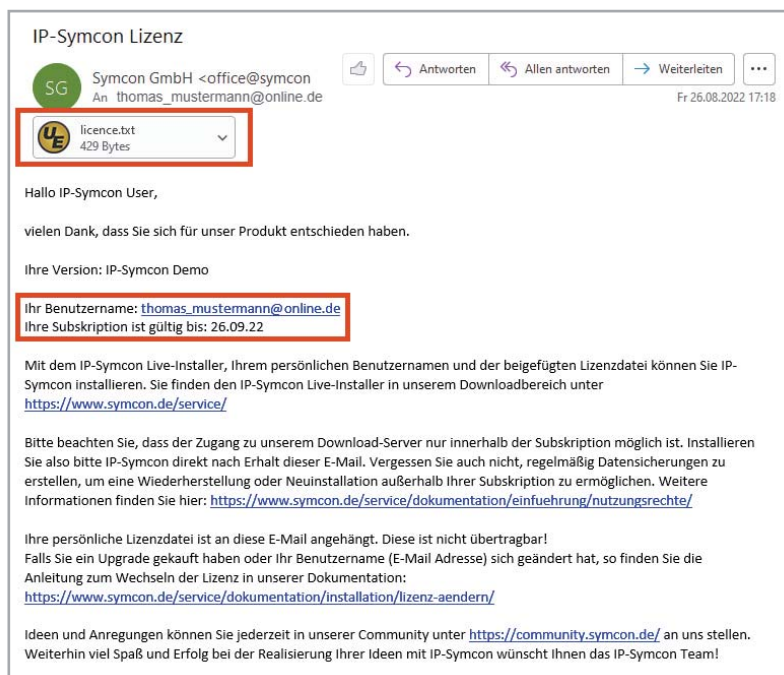 IP-Symcon Lizenz
SG
Symcon GmbH <office@symcon
An thomas_mustermann@online.de
Antworten
Allen antworten
Weiterleiten
...
Fr 26.08.2022 17:18
UE
licence.txt
429 Bytes
Hallo IP-Symcon User,
vielen Dank, dass Sie sich für unser Produkt entschieden haben.
Ihre Version: IP-Symcon Demo
Ihr Benutzername: thomas_mustermann@online.de
Ihre Subskription ist gültig bis: 26.09.22
Mit dem IP-Symcon Live-Installer, Ihrem persönlichen Benutzernamen und der beigefügten Lizenzdatei können Sie IP-
Symcon installieren. Sie finden den IP-Symcon Live-Installer in unserem Downloadbereich unter
https://www.symcon.de/service/
Bitte beachten Sie, dass der Zugang zu unserem Download-Server nur innerhalb der Subskription möglich ist. Installieren
Sie also bitte IP-Symcon direkt nach Erhalt dieser E-Mail. Vergessen Sie auch nicht, regelmäßig Datensicherungen zu
erstellen, um eine Wiederherstellung oder Neuinstallation außerhalb Ihrer Subskription zu ermöglichen. Weitere
Informationen finden Sie hier: https://www.symcon.de/service/dokumentation/einfuehrung/nutzungsrechte/
Ihre persönliche Lizenzdatei ist an diese E-Mail angehängt. Diese ist nicht übertragbar!
Falls Sie ein Upgrade gekauft haben oder Ihr Benutzername (E-Mail Adresse) sich geändert hat, so finden Sie die
Anleitung zum Wechseln der Lizenz in unserer Dokumentation:
https://www.symcon.de/service/dokumentation/installation/lizenz-aendern/
Ideen und Anregungen können Sie jederzeit in unserer Community unter https://community.symcon.de/ an uns stellen.
Weiterhin viel Spaß und Erfolg bei der Realisierung Ihrer Ideen mit IP-Symcon wünscht Ihnen das IP-Symcon Team!